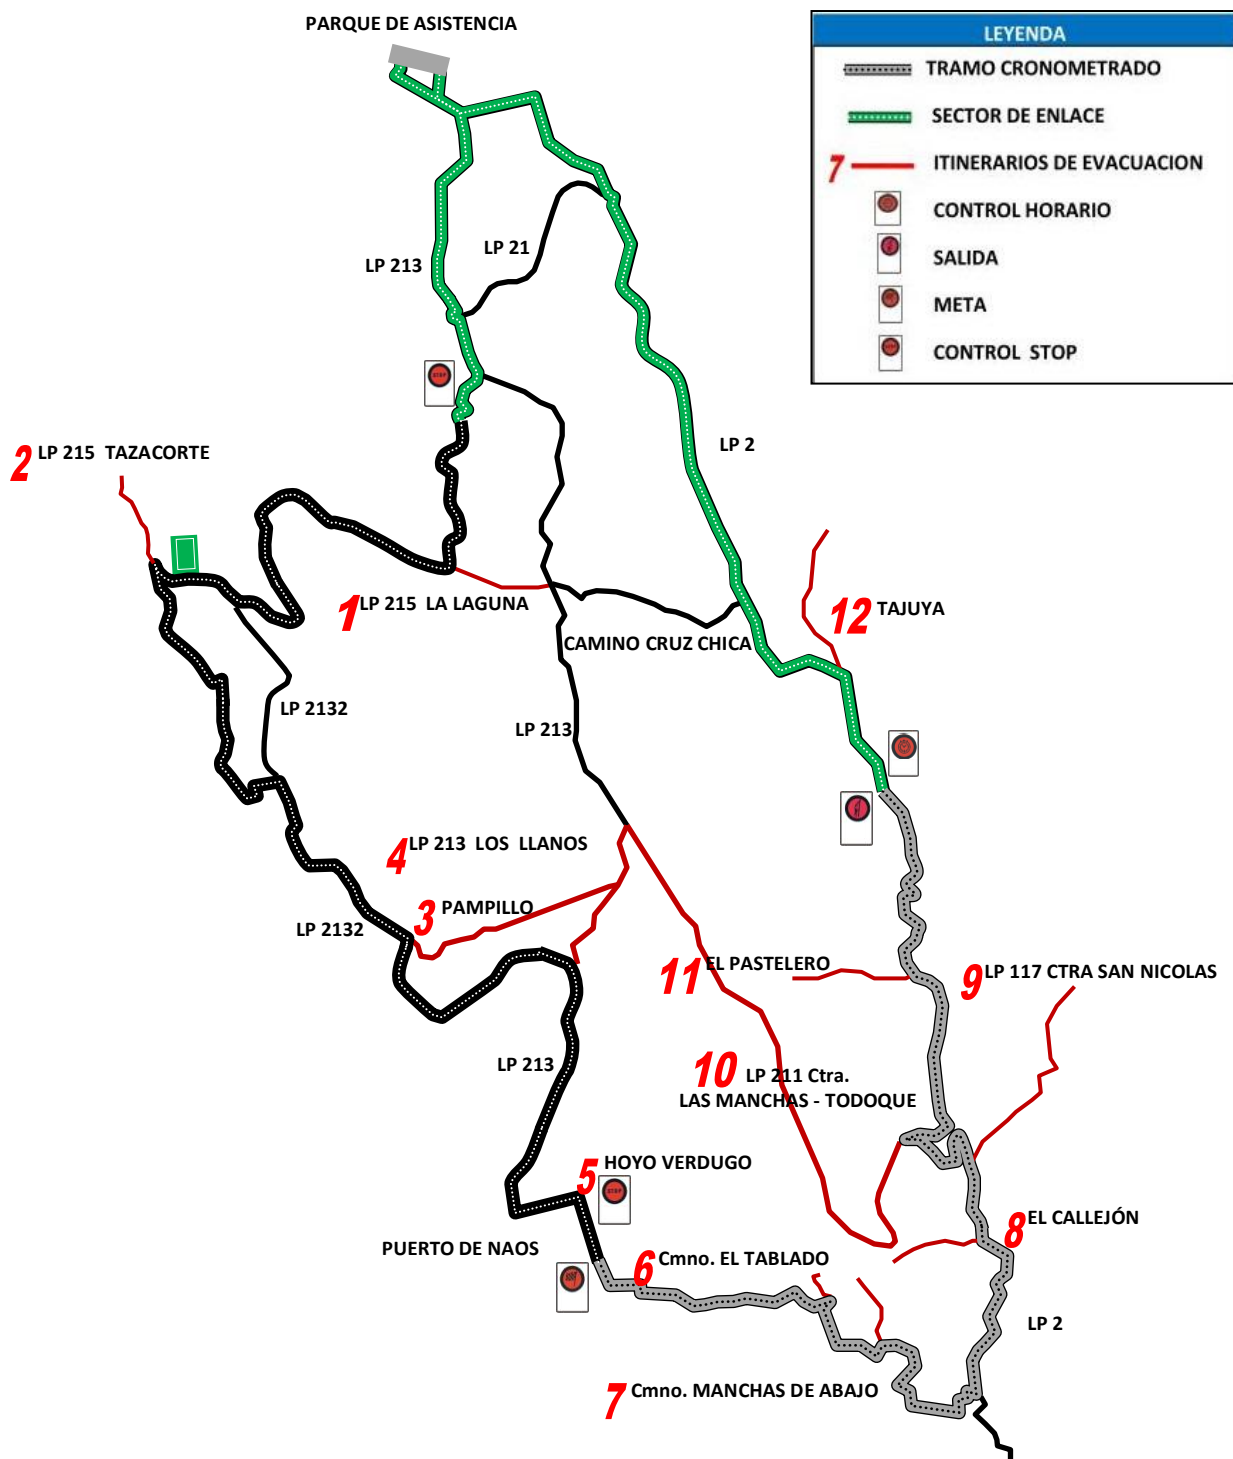 PARQUE DE ASISTENCIA
LEYENDA
TRAMO CRONOMETRADO
SECTOR DE ENLACE
7 ITINERARIOS DE EVACUACION
CONTROL HORARIO
SALIDA
META
STOP CONTROL STOP
LP 21
LP 213
STOP
LP 2
2 LP 215 TAZACORTE
1 LP 215 LA LAGUNA
12 TAJUYA
CAMINO CRUZ CHICA
LP 2132
LP 213
4 LP 213 LOS LLANOS
3 PAMPILLO
LP 2132
11 EL PASTELERO
9 LP 117 CTRA SAN NICOLAS
LP 213
10 LP 211 Ctra.
LAS MANCHAS - TODOQUE
5 HOYO VERDUGO
STOP
8 EL CALLEJÓN
PUERTO DE NAOS
6 Cmno. EL TABLADO
LP 2
7 Cmno. MANCHAS DE ABAJO